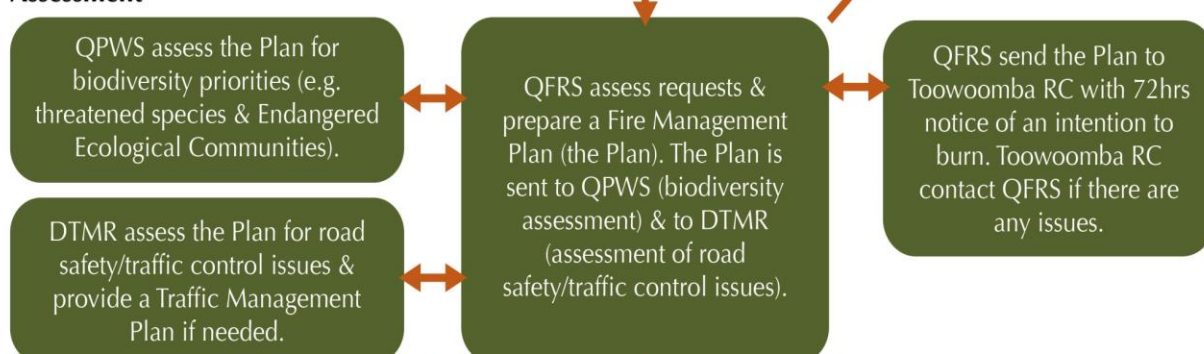 Assessment
QPWS assess the Plan for
biodiversity priorities (e.g.
threatened species & Endangered
Ecological Communities).
DTMR assess the Plan for road
safety/traffic control issues &
provide a Traffic Management
Plan if needed.
QFRS assess requests &
prepare a Fire Management
Plan (the Plan). The Plan is
sent to QPWS (biodiversity
assessment) & to DTMR
(assessment of road
safety/traffic control issues).
QFRS send the Plan to
Toowoomba RC with 72hrs
notice of an intention to
burn. Toowoomba RC
contact QFRS if there are
any issues.